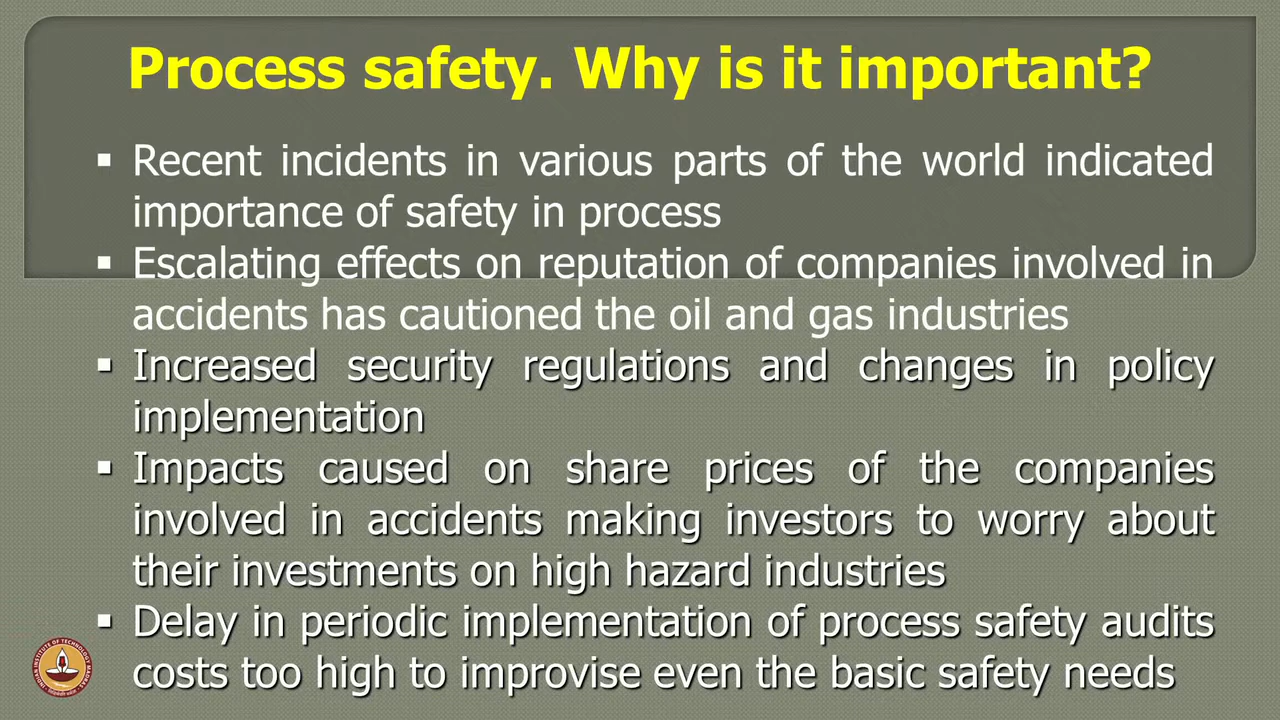 Process safety. Why is it important?
▪ Recent incidents in various parts of the world indicated
importance of safety in process
▪ Escalating effects on reputation of companies involved in
accidents has cautioned the oil and gas industries
▪ Increased security regulations and changes in policy
implementation
▪ Impacts caused on share prices of the companies
involved in accidents making investors to worry about
their investments on high hazard industries
▪ Delay in periodic implementation of process safety audits
costs too high to improvise even the basic safety needs